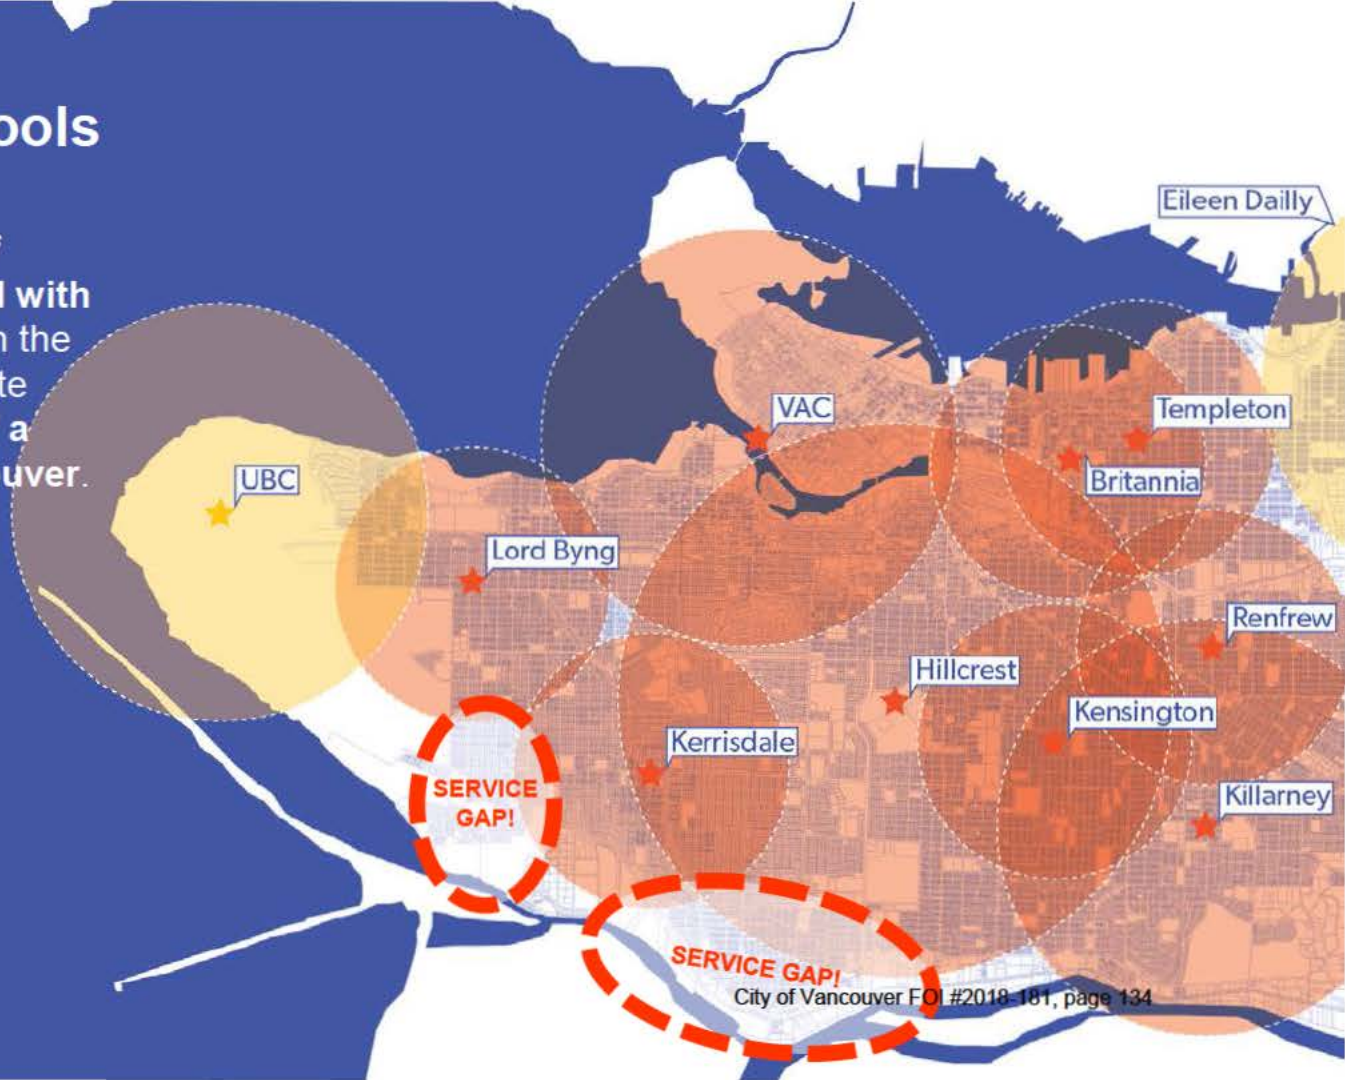 ools
e
l with
n the
te
a
uver.
Eileen Dailly
VAC
Templeton
UBC
Britannia
Lord Byng
Renfrew
Hillcrest
Kensington
Kerrisdale
SERVICE
GAP!
Killarney
SERVICE GAP!
City of Vancouver FOI #2018-181, page 134